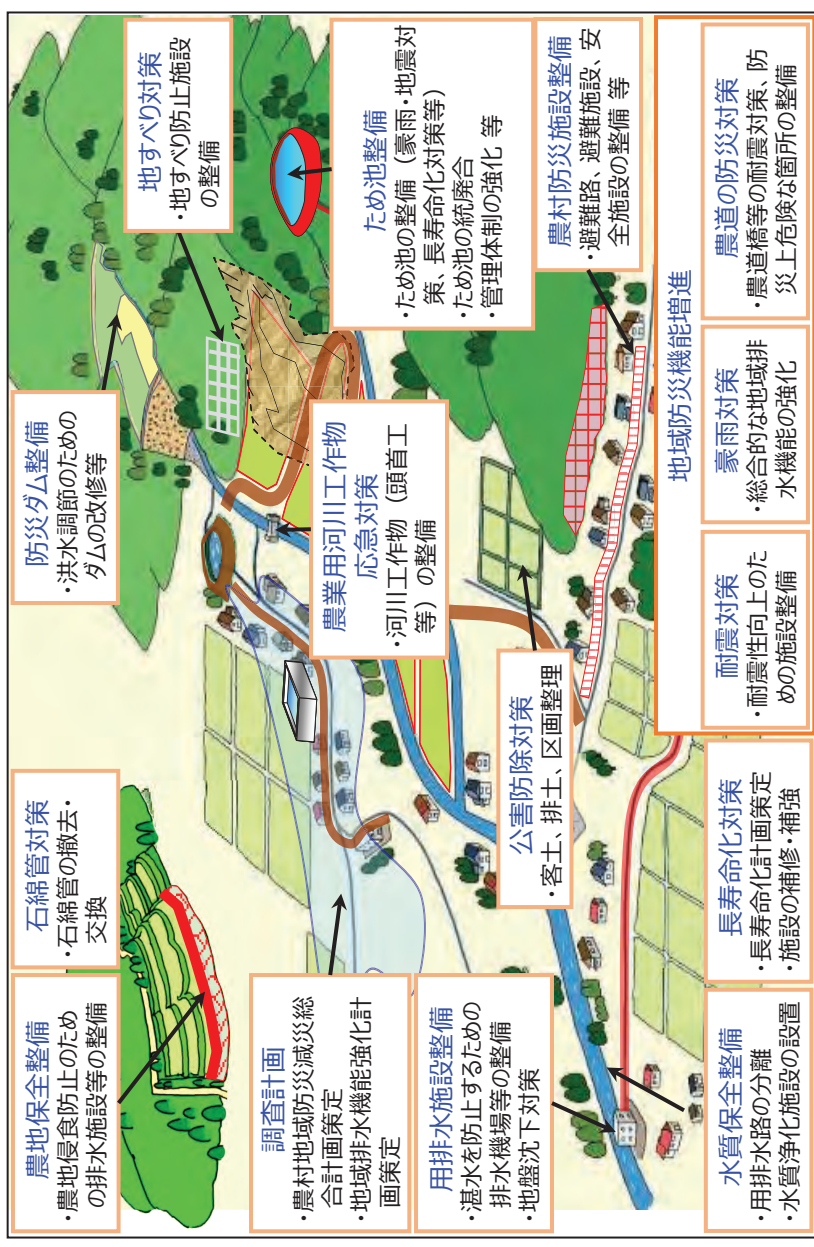 農地保全整備
・農地侵食防止のため
の排水施設等の整備
石綿管対策
・石綿管の撤去・
交換
防災ダム整備
・洪水調節のための
ダムの改修等
地すべり対策
・地すべり防止施設
の整備
調査計画
・農村地域防災減災総
合計画策定
・地域排水機能強化計
画策定
農業用河川工作物
応急対策
・河川工作物（頭首工
等）の整備
ため池整備
・ため池の整備（豪雨・地震対
策、長寿命化対策等）
・ため池の統廃合
・管理体制の強化 等
用排水施設整備
・湛水を防止するための
排水機場等の整備
・地盤沈下対策
公害防除対策
・客土、排土、区画整理
農村防災施設整備
・避難路、避難施設、安
全施設の整備 等
水質保全整備
・用排水路の分離
・水質浄化施設の設置
長寿命化対策
・長寿命化計画策定
・施設の補修・補強
地域防災機能増進
耐震対策
・耐震性向上のた
めの施設整備
豪雨対策
・総合的な地域排
水機能の強化
農道の防災対策
・農道橋等の耐震対策、防
災上危険な箇所の整備